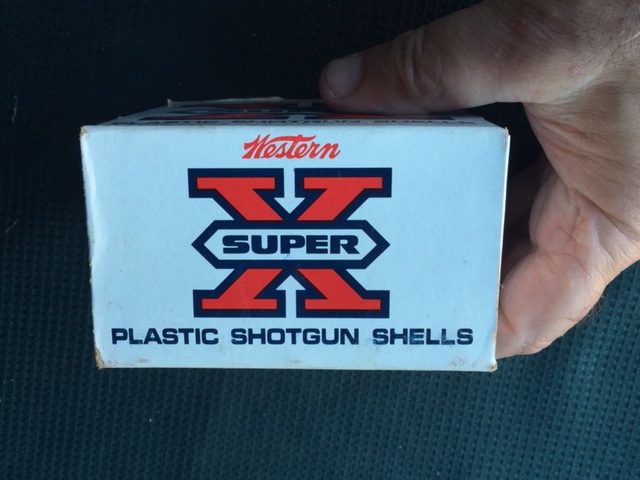 Western
X
SUPER
PLASTIC SHOTGUN SHELLS